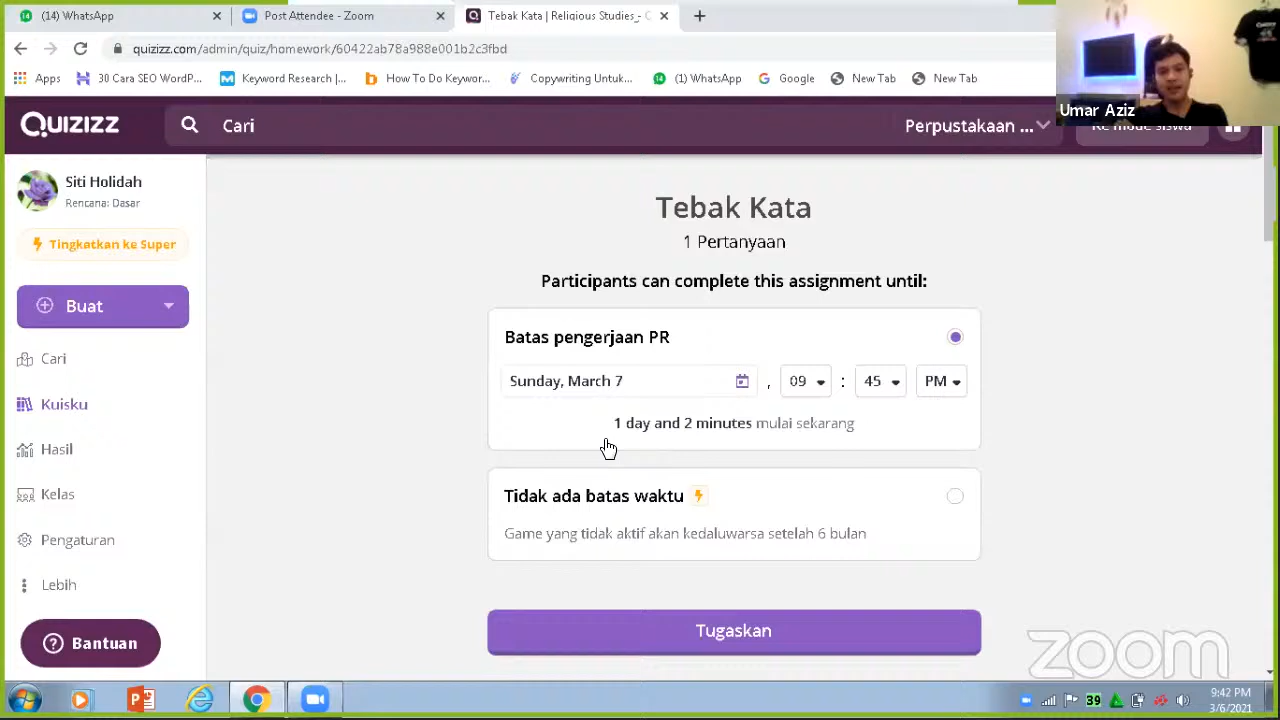 (14) WhatsApp
Post Attendee - Zoom
Tebak Kata | Religious Studies - Q
quizizz.com/admin/quiz/homework/60422ab78a988e001b2c3fbd
Apps
30 Cara SEO WordP...
Keyword Research |...
How To Do Keywor...
Copywriting Untuk...
(1) WhatsApp
Google
New Tab
New Tab
Umar Aziz
Quizizz
Cari
Perpustakaan ...
Ke mode siswa
Siti Holidah
Rencana: Dasar
Tingkatkan ke Super
Buat
Cari
Kuisku
Hasil
Kelas
Pengaturan
Lebih
Bantuan
Tebak Kata
1 Pertanyaan
Participants can complete this assignment until:
Batas pengerjaan PR
Sunday, March 7 , 09 : 45 PM
1 day and 2 minutes mulai sekarang
Tidak ada batas waktu
Game yang tidak aktif akan kedaluwarsa setelah 6 bulan
Tugaskan
zoom
39
9:42 PM
3/6/2021